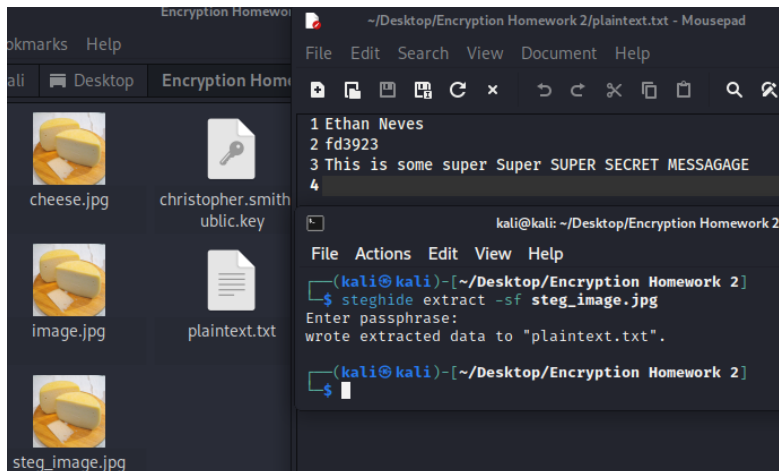 Encryption Homewo
okmarks Help
ali Desktop Encryption Hom
cheese.jpg
christopher.smith
ublic.key
image.jpg
plaintext.txt
steg_image.jpg
~/Desktop/Encryption Homework 2/plaintext.txt - Mousepad
File Edit Search View Document Help
1 Ethan Neves
2 fd3923
3 This is some super Super SUPER SECRET MESSAGAGE
4
kali@kali: ~/Desktop/Encryption Homework 2
File Actions Edit View Help
(kali㉿kali)-[~/Desktop/Encryption Homework 2]
$ steghide extract -sf steg_image.jpg
Enter passphrase:
wrote extracted data to "plaintext.txt".
(kali㉿kali)-[~/Desktop/Encryption Homework 2]
$